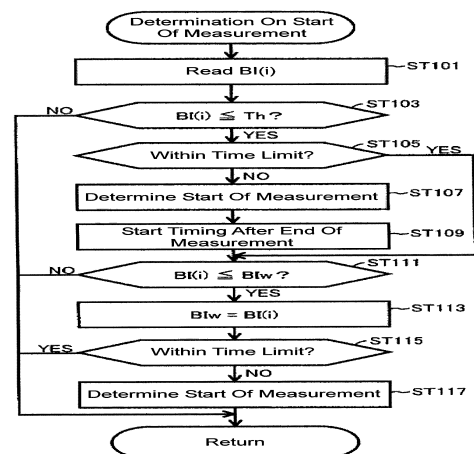 Determination On Start
Of Measurement
Read BI(i)
ST101
ST103
NO
BI(i) ≦ Th?
YES
ST105
Within Time Limit?
YES
NO
Determine Start Of Measurement
ST107
Start Timing After End Of
Measurement
ST109
ST111
NO
BI(i) ≦ BIw?
YES
BIw = BI(i)
ST113
ST115
YES
Within Time Limit?
NO
Determine Start Of Measurement
ST117
Return